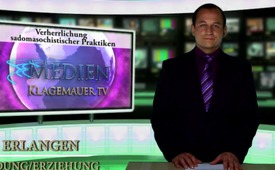 Verherrlichung
sadomasochistischer Praktiken
MEDIEN
KLAGEMAUER TV
ERLANGEN
DUNG/ERZIEHUNG